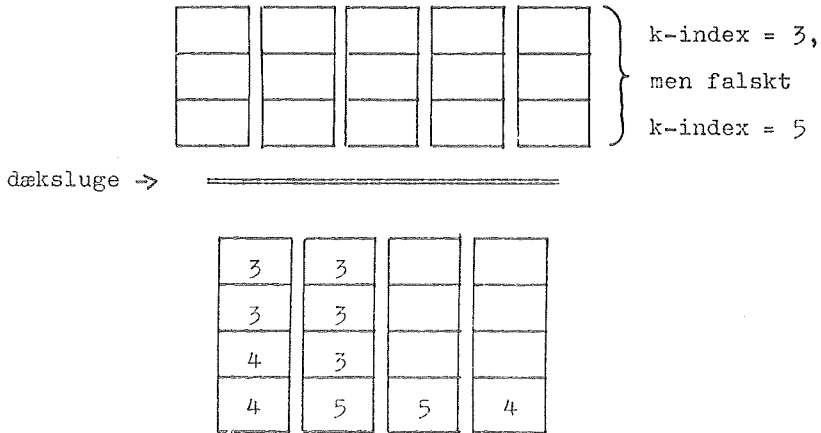 k-index = 3,
men falskt
k-index = 5
dæksluge →
3 3
3 3
4 3
4 5 5 4